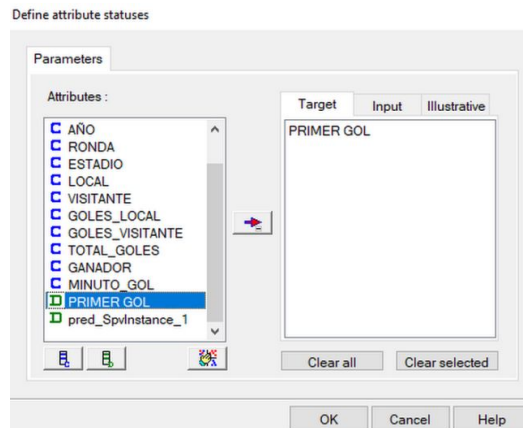 Define attribute statuses
Parameters
Attributes :
C AÑO
C RONDA
C ESTADIO
C LOCAL
C VISITANTE
C GOLES_LOCAL
C GOLES_VISITANTE
C TOTAL_GOLES
C GANADOR
C MINUTO_GOL
D PRIMER GOL
D pred_SpvInstance_1
Target Input Illustrative
PRIMER GOL
Clear all Clear selected
OK Cancel Help